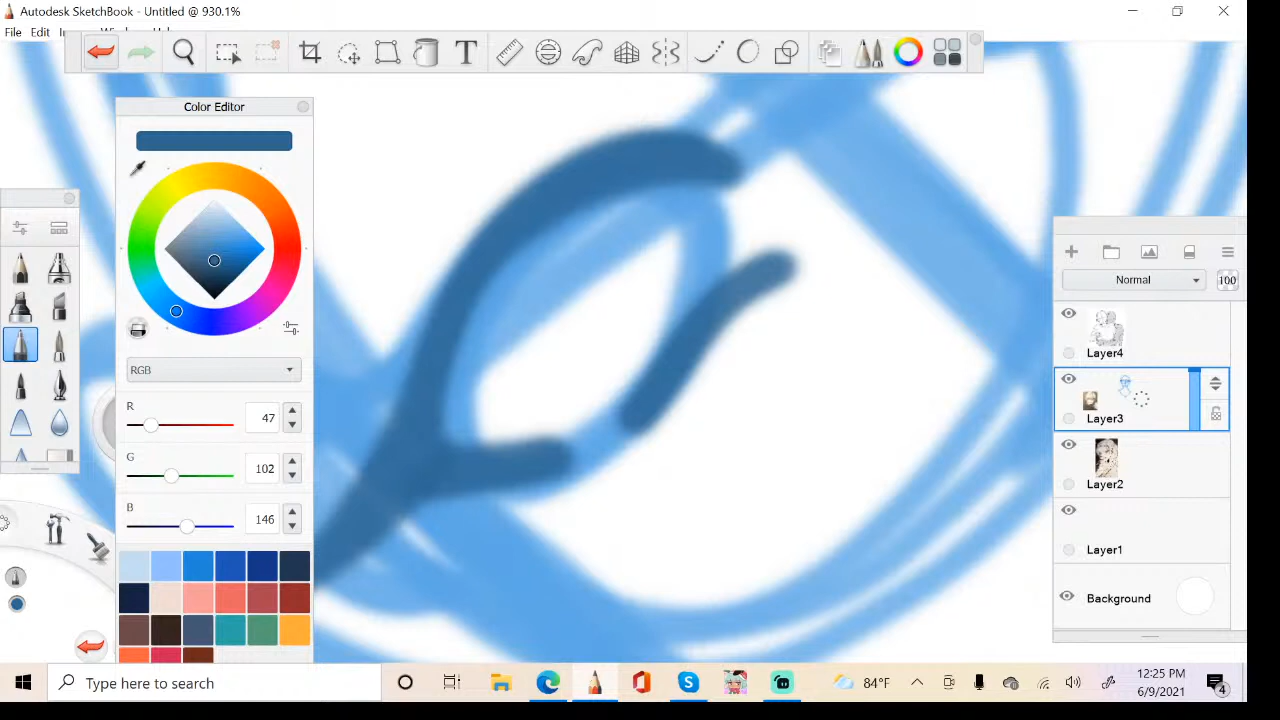 Autodesk SketchBook - Untitled @ 930.1%
File Edit
T
Color Editor
RGB
R 47
G 102
B 146
Normal 100
Layer4
Layer3
Layer2
Layer1
Background
Type here to search
84°F
12:25 PM
6/9/2021
4